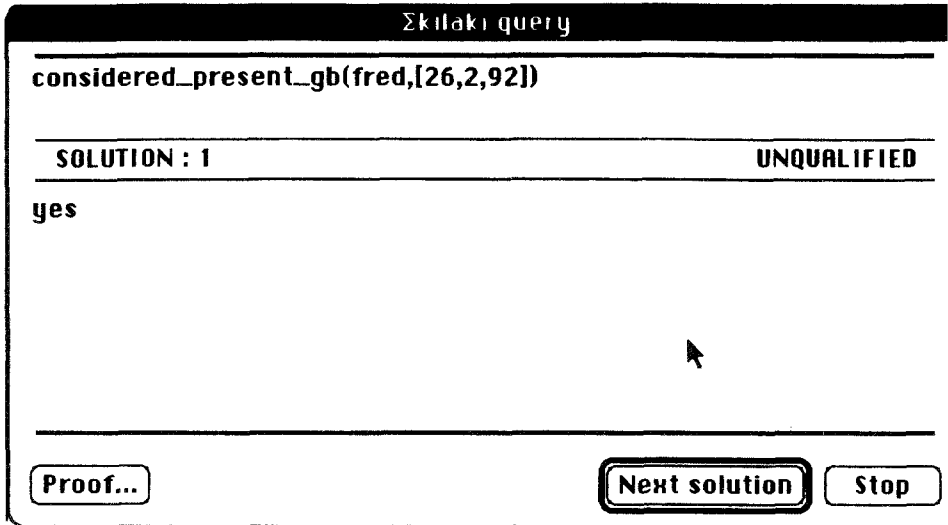 Σkilaki query
considered_present_gb(fred,[26,2,92])
SOLUTION : 1 UNQUALIFIED
yes
Proof... Next solution Stop